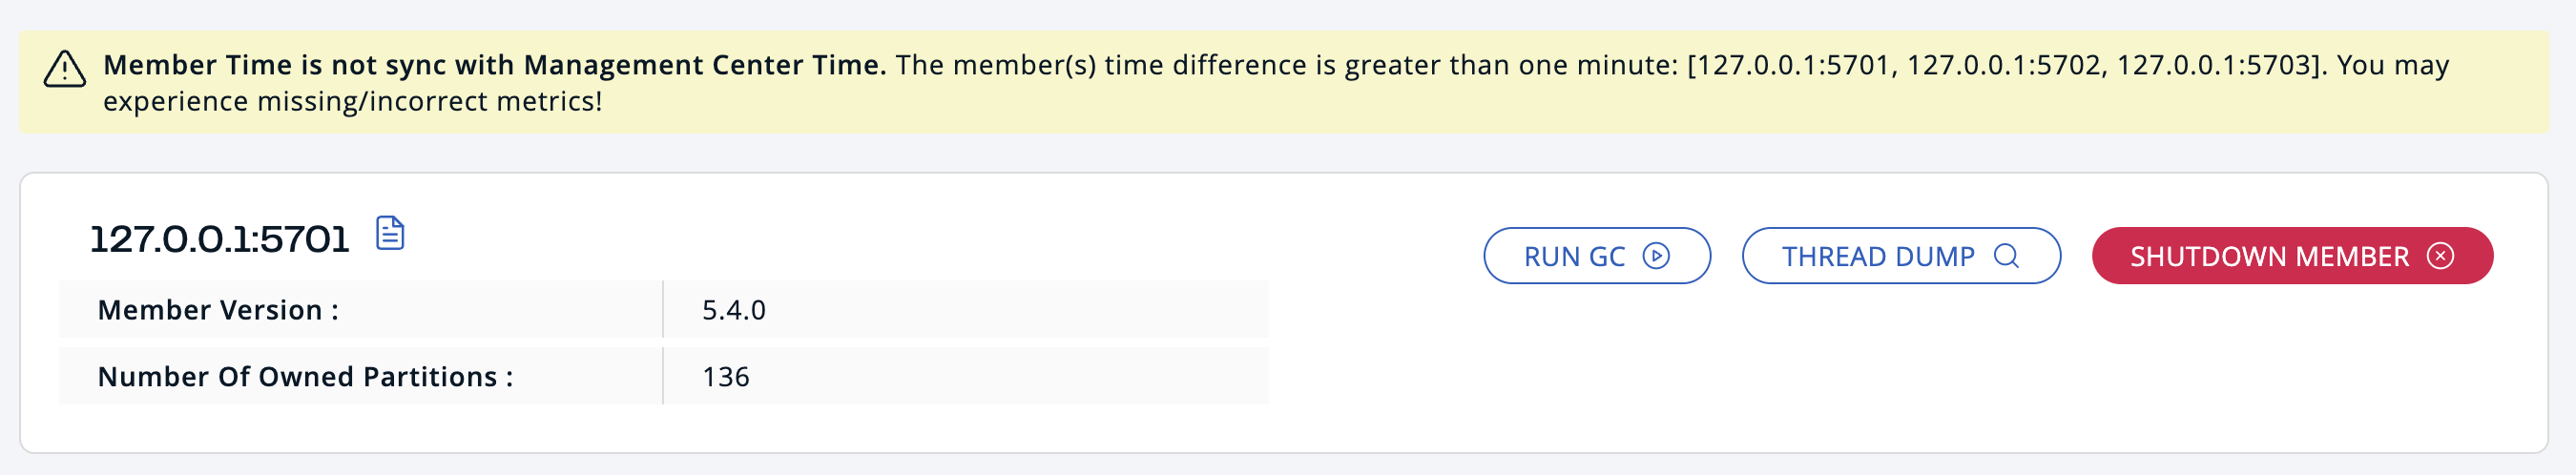 Member Time is not sync with Management Center Time. The member(s) time difference is greater than one minute: [127.0.0.1:5701, 127.0.0.1:5702, 127.0.0.1:5703]. You may
experience missing/incorrect metrics!
127.0.0.1:5701
RUN GC
THREAD DUMP
SHUTDOWN MEMBER
Member Version : 5.4.0
Number Of Owned Partitions : 136